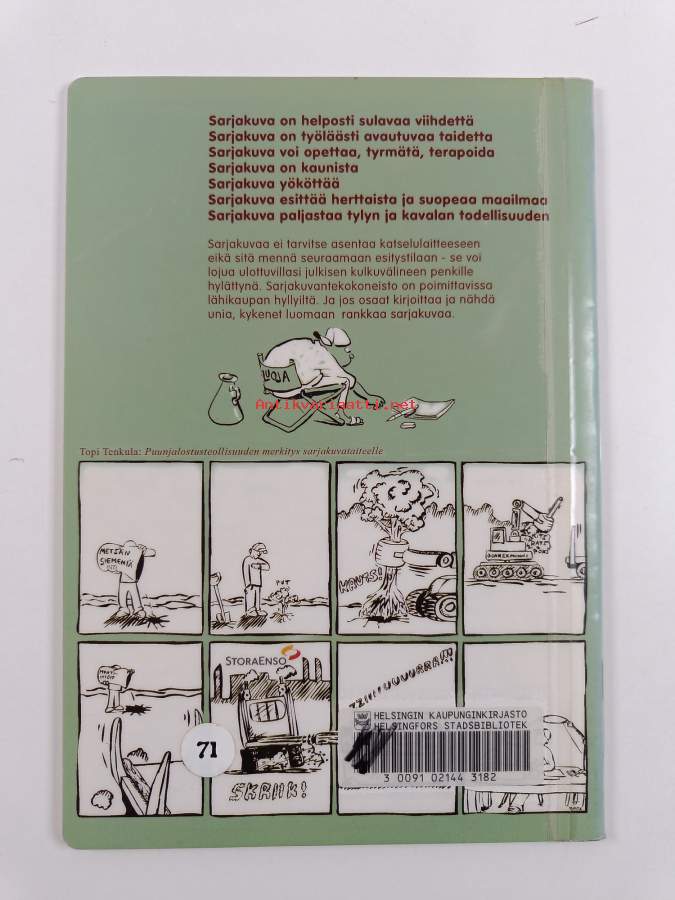 Sarjakuva on helposti sulavaa viihdettä
Sarjakuva on työläästi avautuvaa taidetta
Sarjakuva voi opettaa, tyrmätä, terapoida
Sarjakuva on kaunista
Sarjakuva yököttää
Sarjakuva esittää herttaista ja suopeaa maailmaa
Sarjakuva paljastaa tylyn ja kavalan todellisuuden
Sarjakuvaa ei tarvitse asentaa katselulaitteeseen
eikä sitä mennä seuraamaan esitystilaan - se voi
lojua ulottuvillasi julkisen kulkuvälineen penkille
hylättynä. Sarjakuvantekokoneisto on poimittavissa
lähikaupan hyllyiltä. Ja jos osaat kirjoittaa ja nähdä
unia, kykenet luomaan rankkaa sarjakuvaa.
UOJA
Antikvariaatti.net
Topi Tenkula: Puunjalostusteollisuuden merkitys sarjakuvataiteelle
METSÄN
SIEMENIÄ
PUT
STORAENSO
SKRIIK!
71
HELSINGIN KAUPUNGINKIRJASTO
HELSINGFORS STADSBIBLIOTEK
3 0091 02144 3182